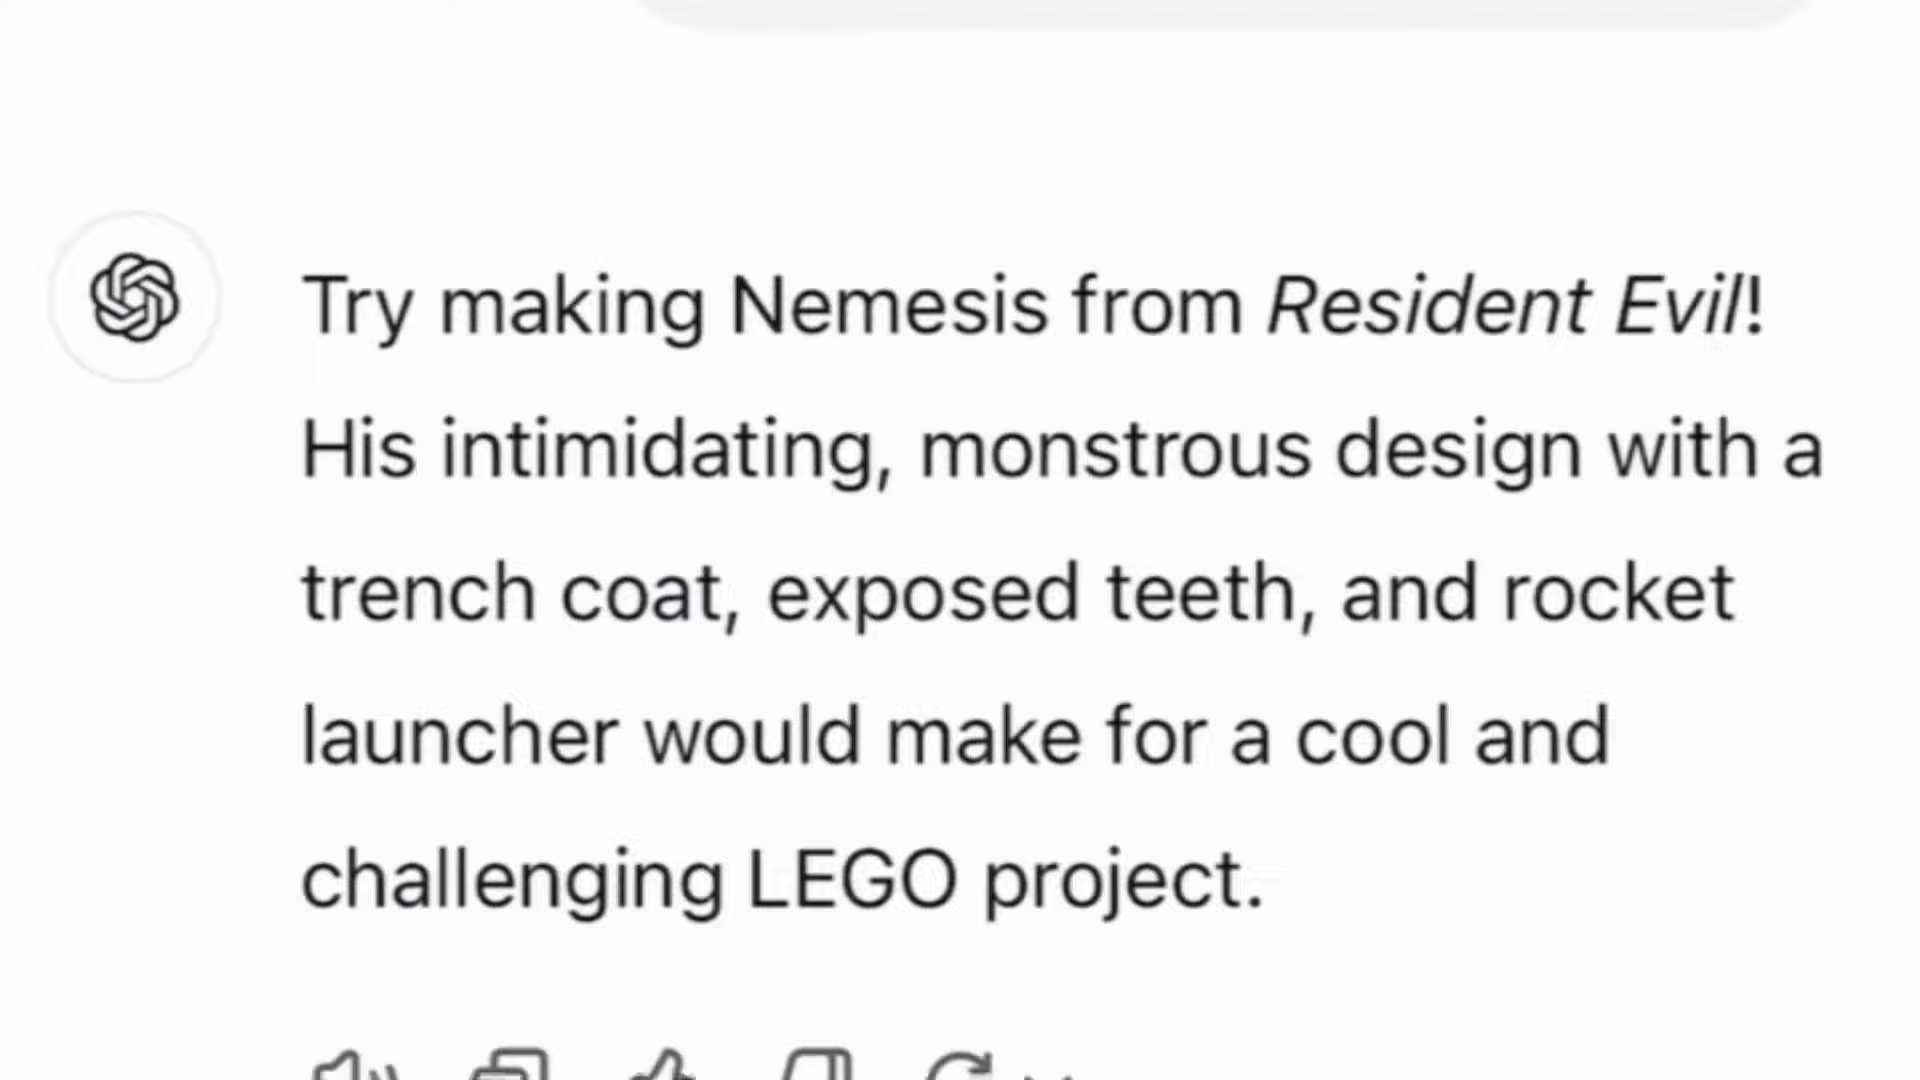 Try making Nemesis from Resident Evil!
His intimidating, monstrous design with a
trench coat, exposed teeth, and rocket
launcher would make for a cool and
challenging LEGO project.